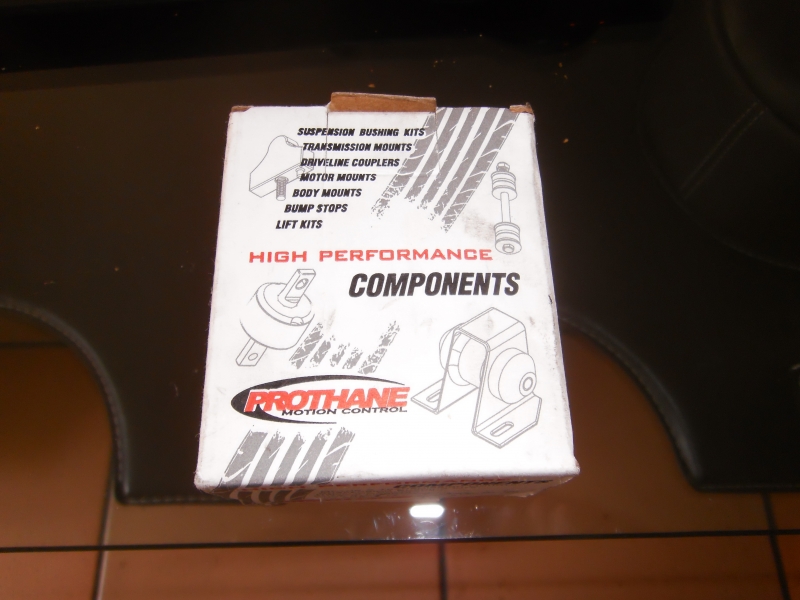 SUSPENSION BUSHING KITS
TRANSMISSION MOUNTS
DRIVELINE COUPLERS
MOTOR MOUNTS
BODY MOUNTS
BUMP STOPS
LIFT KITS
HIGH PERFORMANCE
COMPONENTS
PROTHANE
MOTION CONTROL